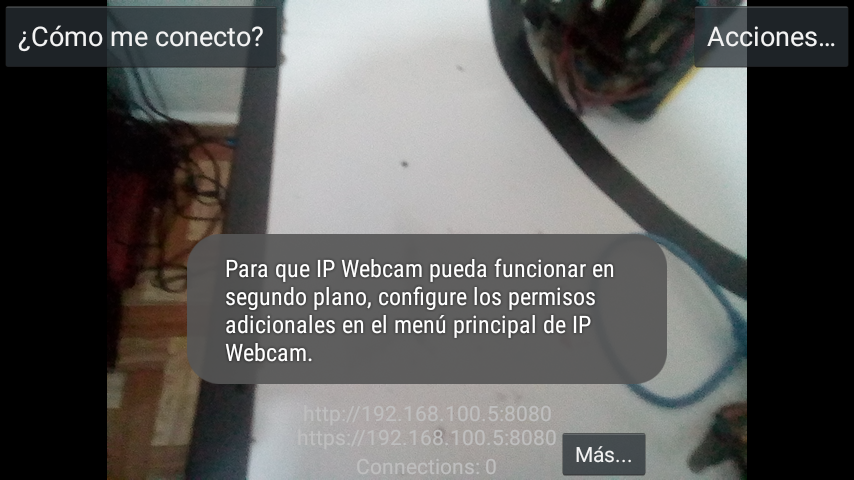 ¿Cómo me conecto?
Acciones...
Para que IP Webcam pueda funcionar en
segundo plano, configure los permisos
adicionales en el menú principal de IP
Webcam.
http://192.168.100.5:8080
https://192.168.100.5:8080
Connections: 0
Más...